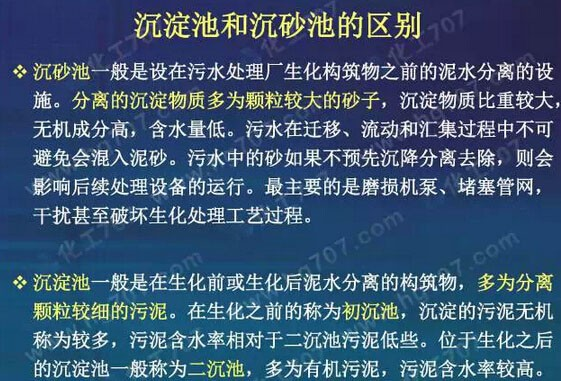 沉淀池和沉砂池的区别
沉砂池一般是设在污水处理厂生化构筑物之前的泥水分离的设
施。分离的沉淀物质多为颗粒较大的砂子，沉淀物质比重较大，
无机成分高，含水量低。污水在迁移、流动和汇集过程中不可
避免会混入泥砂。污水中的砂如果不预先沉降分离去除，则会
影响后续处理设备的运行。最主要的是磨损机泵、堵塞管网，
干扰甚至破坏生化处理工艺过程。
沉淀池一般是在生化前或生化后泥水分离的构筑物，多为分离
颗粒较细的污泥。在生化之前的称为初沉池，沉淀的污泥无机
称为较多，污泥含水率相对于二沉池污泥低些。位于生化之后
的沉淀池一般称为二沉池，多为有机污泥，污泥含水率较高。